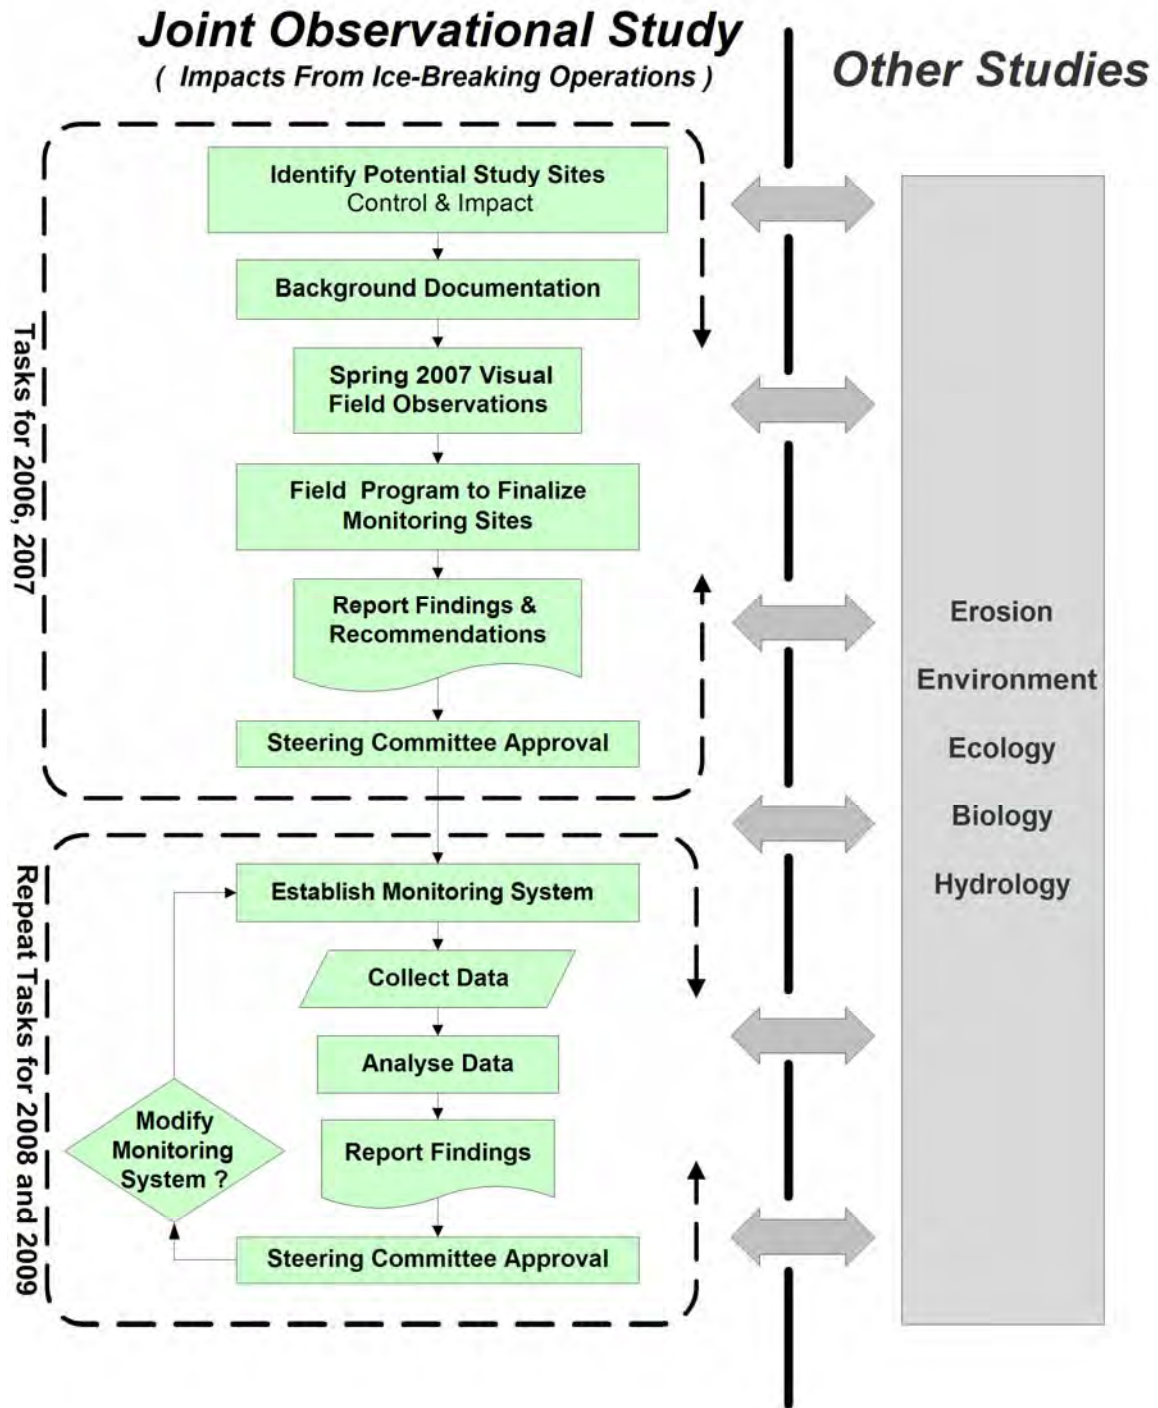 Joint Observational Study
( Impacts From Ice-Breaking Operations )
Other Studies
Tasks for 2006, 2007
Identify Potential Study Sites
Control & Impact
Background Documentation
Spring 2007 Visual
Field Observations
Field Program to Finalize
Monitoring Sites
Report Findings &
Recommendations
Steering Committee Approval
Repeat Tasks for 2008 and 2009
Establish Monitoring System
Collect Data
Analyse Data
Report Findings
Steering Committee Approval
Modify
Monitoring
System ?
Erosion
Environment
Ecology
Biology
Hydrology